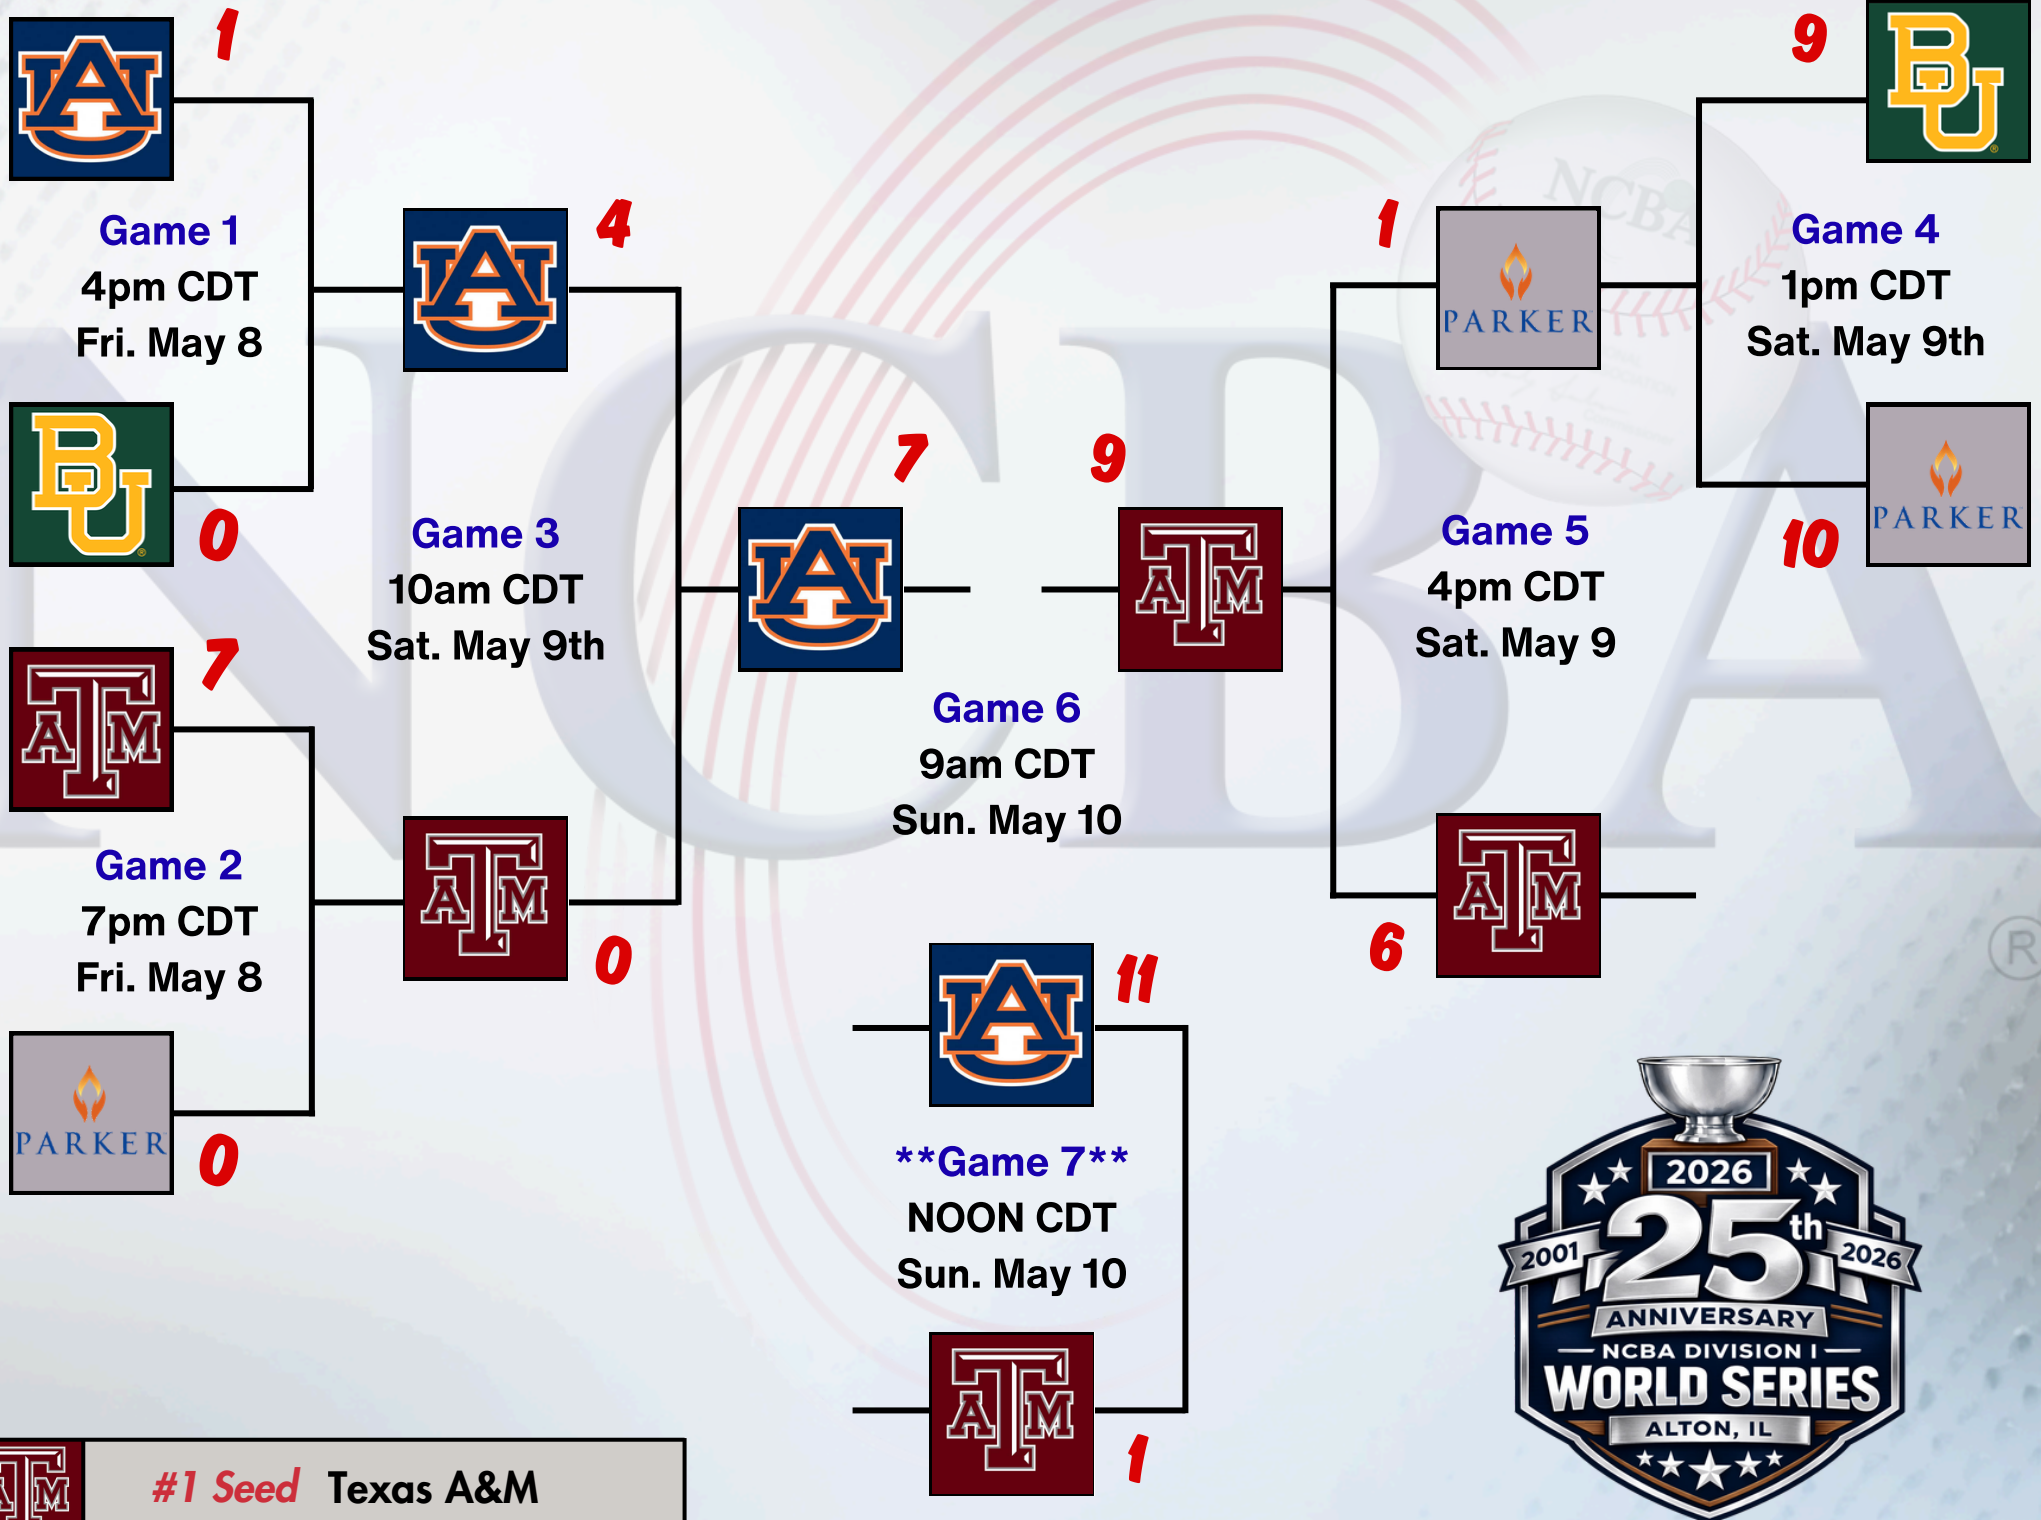 1
9
Game 1
4pm CDT
Fri. May 8
0
4
Game 3
10am CDT
Sat. May 9th
7
Game 2
7pm CDT
Fri. May 8
PARKER
0
0
7
9
Game 6
9am CDT
Sun. May 10
1
PARKER
Game 5
4pm CDT
Sat. May 9
6
Game 4
1pm CDT
Sat. May 9th
10
PARKER
11
**Game 7**
NOON CDT
Sun. May 10
1
NCBA
NCBA
®
A&M
#1 Seed Texas A&M
2026
25th
2001
2026
ANNIVERSARY
NCBA DIVISION I
WORLD SERIES
ALTON, IL